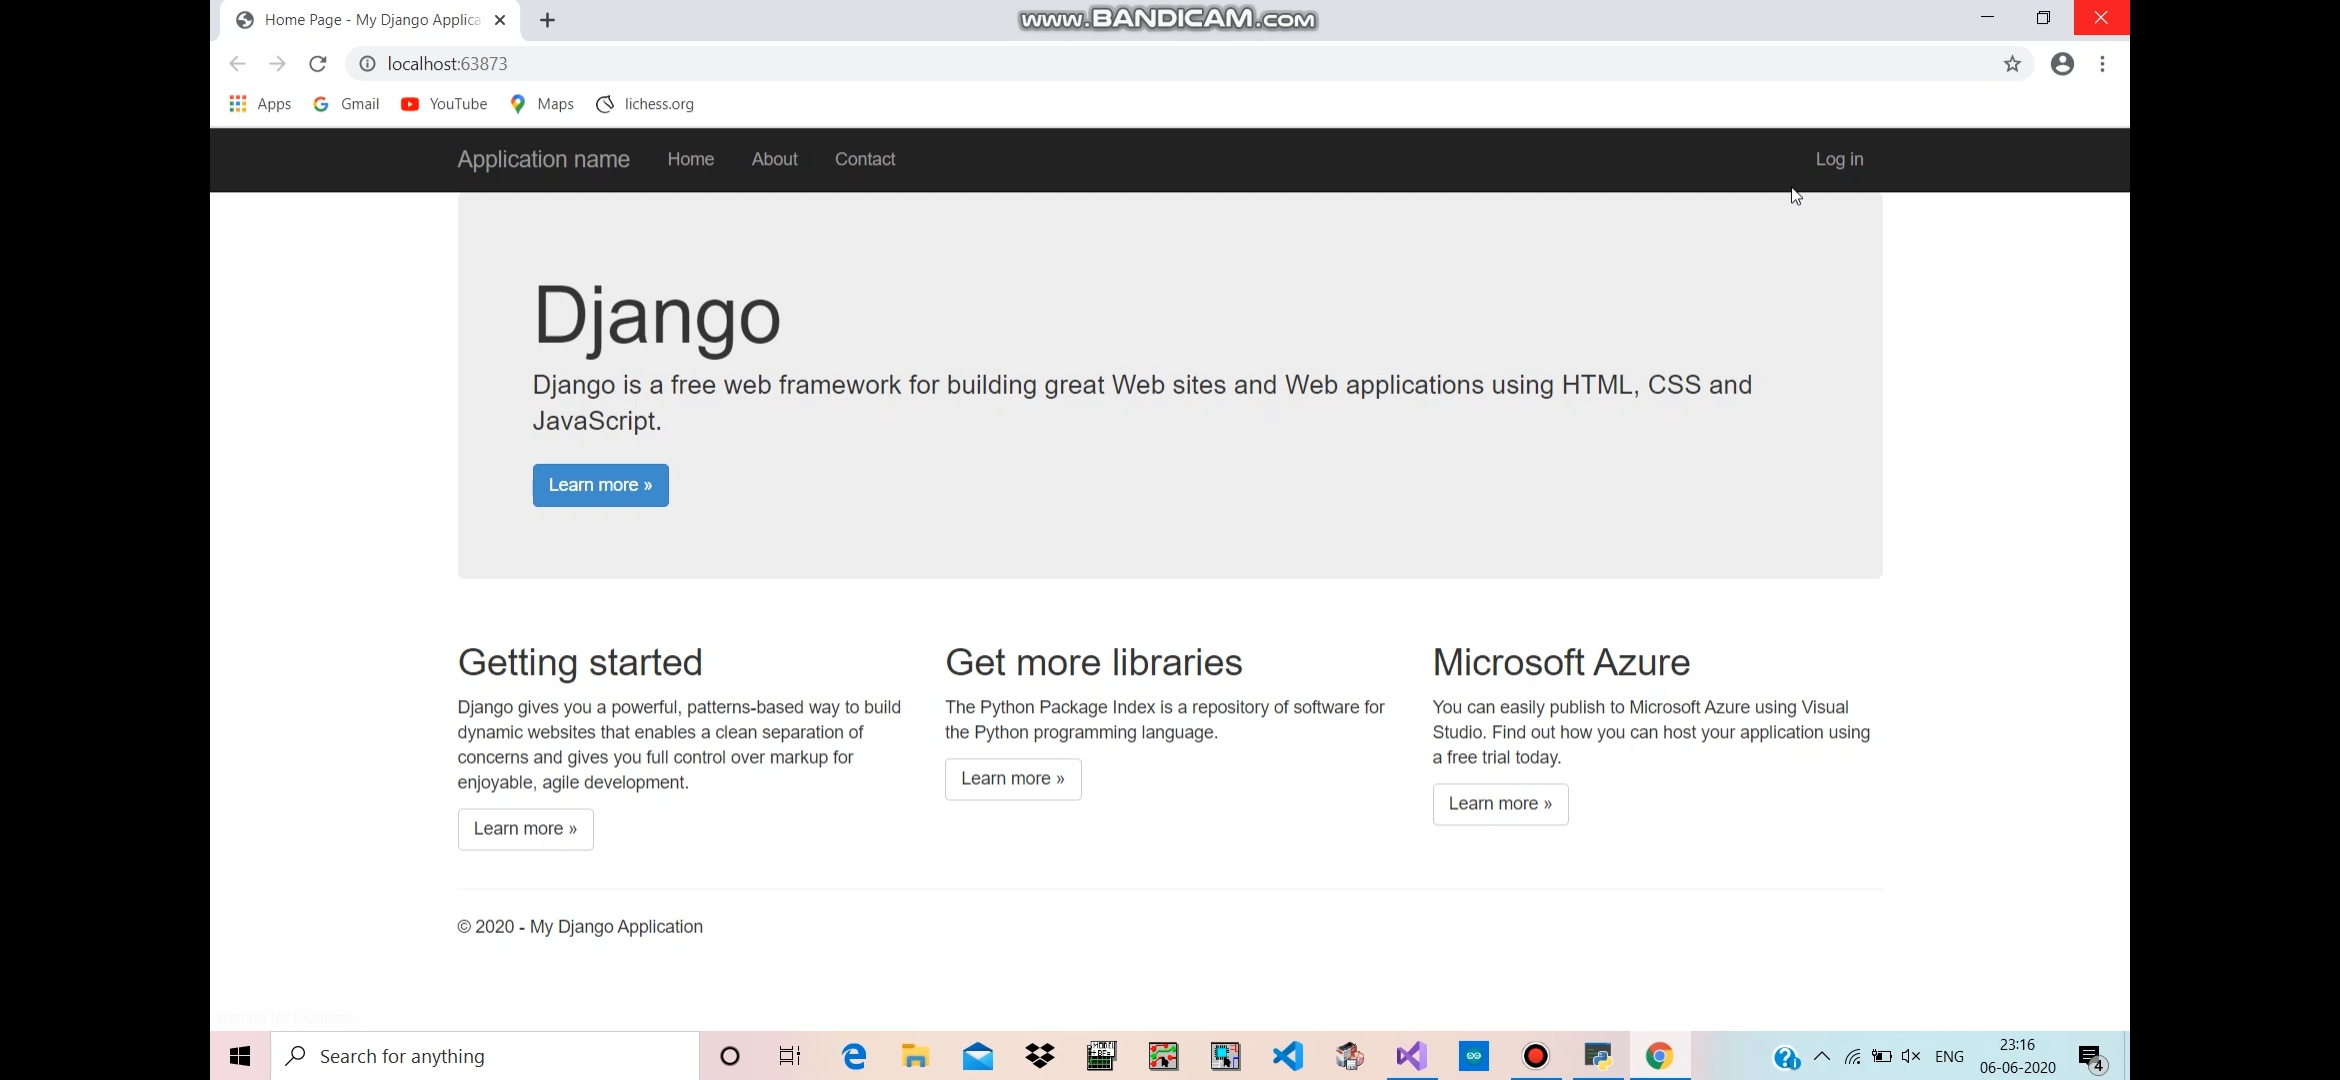 Home Page - My Django Applica
www.BANDICAM.com
localhost:63873
Apps Gmail YouTube Maps lichess.org
Application name Home About Contact Log in
Django
Django is a free web framework for building great Web sites and Web applications using HTML, CSS and
JavaScript.
Learn more »
Getting started
Django gives you a powerful, patterns-based way to build
dynamic websites that enables a clean separation of
concerns and gives you full control over markup for
enjoyable, agile development.
Learn more »
Get more libraries
The Python Package Index is a repository of software for
the Python programming language.
Learn more »
Microsoft Azure
You can easily publish to Microsoft Azure using Visual
Studio. Find out how you can host your application using
a free trial today.
Learn more »
© 2020 - My Django Application
Search for anything
ENG
23:16
06-06-2020
4